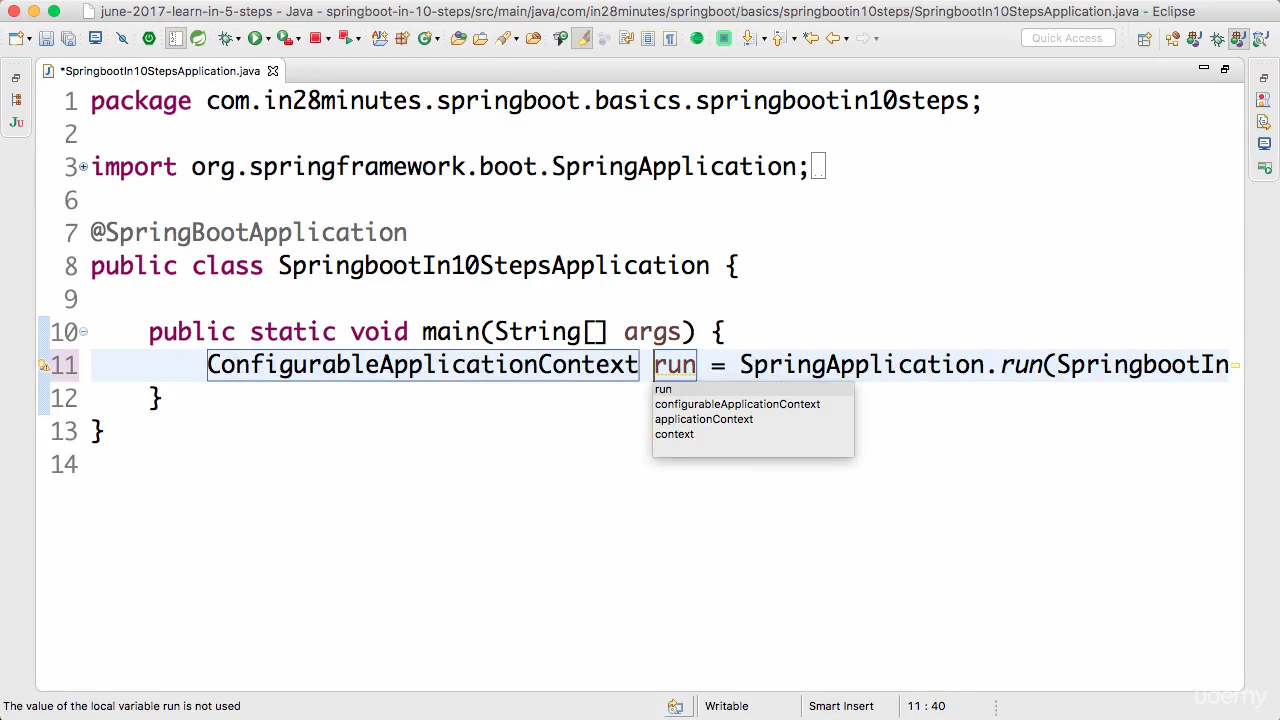 june-2017-learn-in-5-steps - Java - springboot-in-10-steps/src/main/java/com/in28minutes/springboot/basics/springbootin10steps/SpringbootIn10StepsApplication.java - Eclipse
Quick Access
*SpringbootIn10StepsApplication.java
Ju
1 package com.in28minutes.springboot.basics.springbootin10steps;
2
3 import org.springframework.boot.SpringApplication;
6
7 @SpringBootApplication
8 public class SpringbootIn10StepsApplication {
9
10 public static void main(String[] args) {
11 ConfigurableApplicationContext run = SpringApplication.run(SpringbootIn
run
configurableApplicationContext
applicationContext
context
12 }
13 }
14
The value of the local variable run is not used
Writable
Smart Insert
11 : 40
udemy